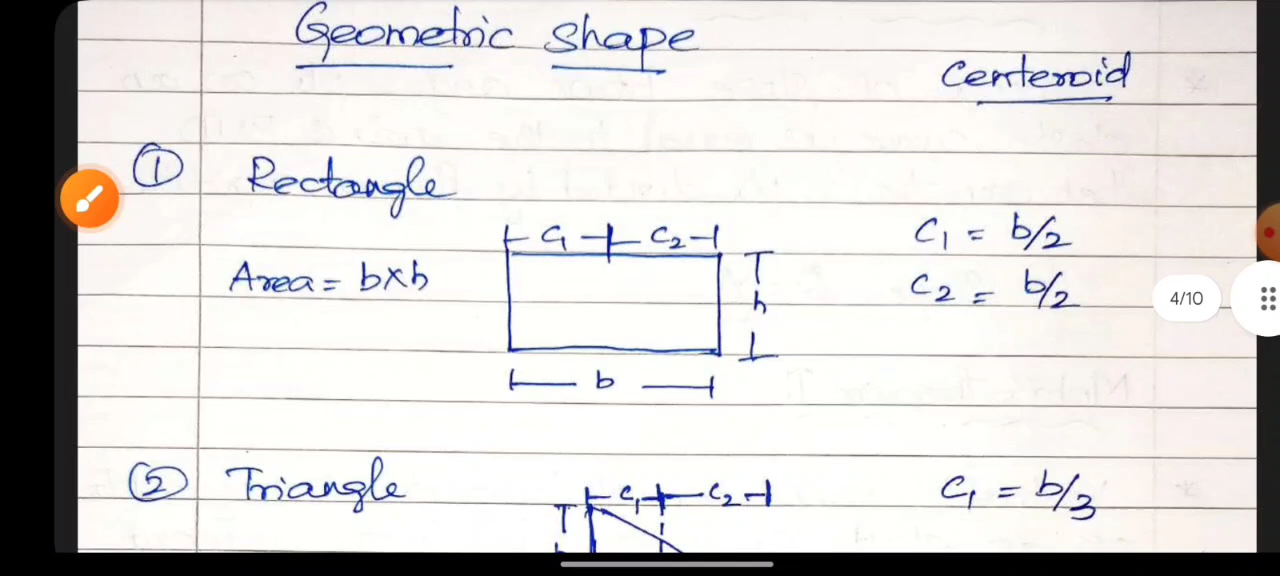 Geometric shape
Centeroid
① Rectangle
C₁ C₂
C₁ = b/2
Area = b×h
h
C₂ = b/2
4/10
b
② Triangle
C₁ C₂
C₁ = b/3